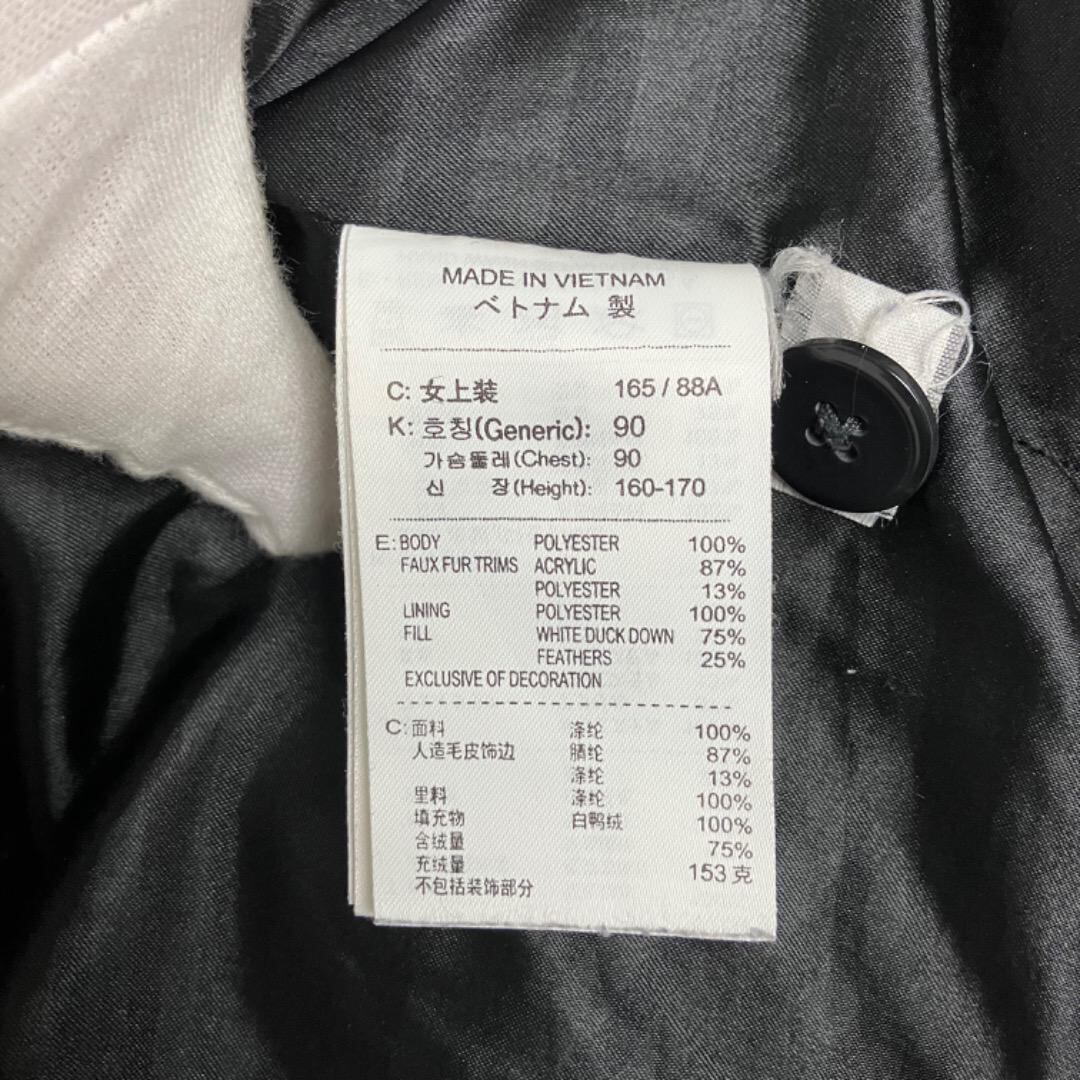 MADE IN VIETNAM
ベトナム 製
C: 女上装 165 / 88A
K: 호칭(Generic): 90
가슴둘레(Chest): 90
신 장(Height): 160-170
E: BODY POLYESTER 100%
FAUX FUR TRIMS ACRYLIC 87%
POLYESTER 13%
LINING POLYESTER 100%
FILL WHITE DUCK DOWN 75%
FEATHERS 25%
EXCLUSIVE OF DECORATION
C: 面料 涤纶 100%
人造毛皮饰边 腈纶 87%
涤纶 13%
里料 涤纶 100%
填充物 白鸭绒 100%
含绒量 75%
充绒量 153 克
不包括装饰部分